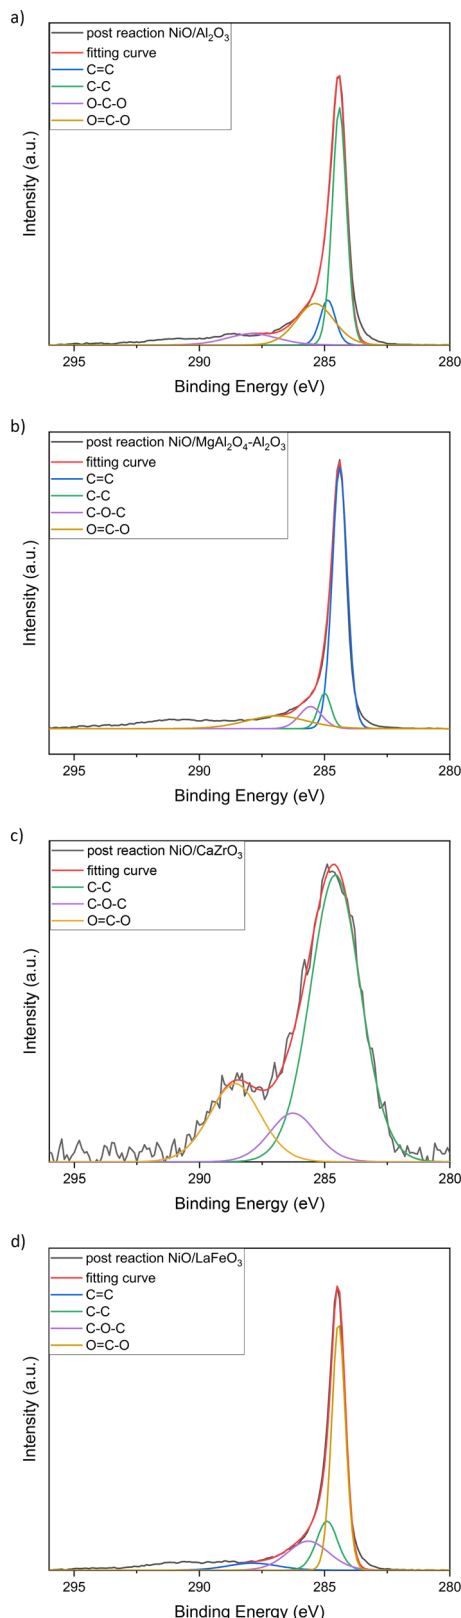 a)
post reaction NiO/Al₂O₃
fitting curve
C=C
C-C
O-C-O
O=C-O
Intensity (a.u.)
295 290 285 280
Binding Energy (eV)
b)
post reaction NiO/MgAl₂O₄-Al₂O₃
fitting curve
C=C
C-C
C-O-C
O=C-O
Intensity (a.u.)
295 290 285 280
Binding Energy (eV)
c)
post reaction NiO/CaZrO₃
fitting curve
C-C
C-O-C
O=C-O
Intensity (a.u.)
295 290 285 280
Binding Energy (eV)
d)
post reaction NiO/LaFeO₃
fitting curve
C=C
C-C
C-O-C
O=C-O
Intensity (a.u.)
295 290 285 280
Binding Energy (eV)